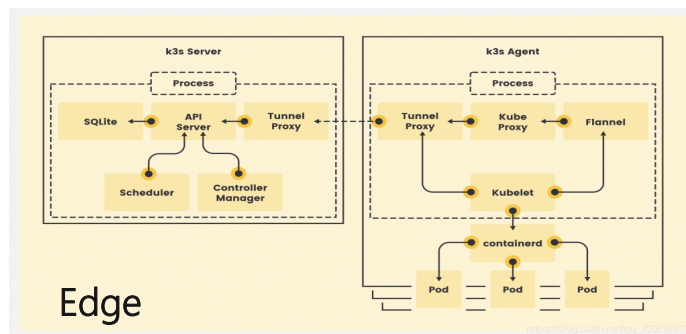 k3s Server
Process
SQLite
API
Server
Tunnel
Proxy
Scheduler
Controller
Manager
k3s Agent
Process
Tunnel
Proxy
Kube
Proxy
Flannel
Kubelet
containerd
Pod
Pod
Pod
Edge